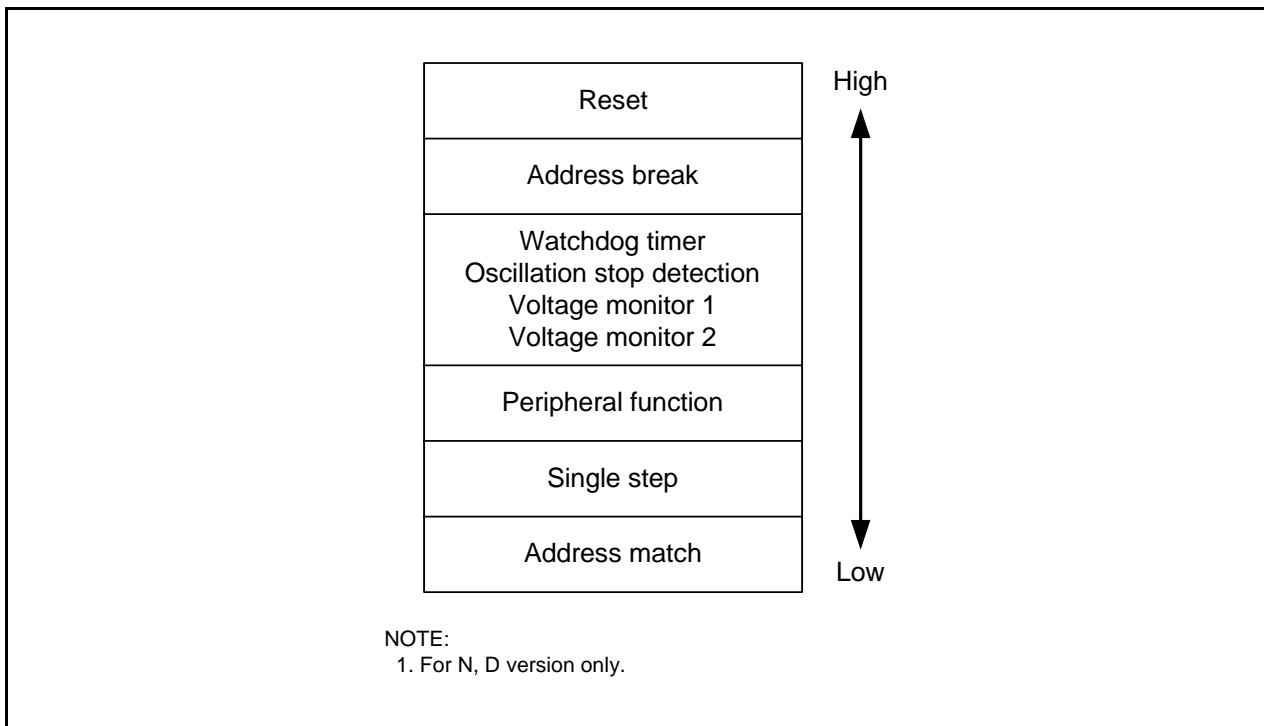 Reset
High
Address break
Watchdog timer
Oscillation stop detection
Voltage monitor 1
Voltage monitor 2
Peripheral function
Single step
Address match
Low
NOTE:
1. For N, D version only.